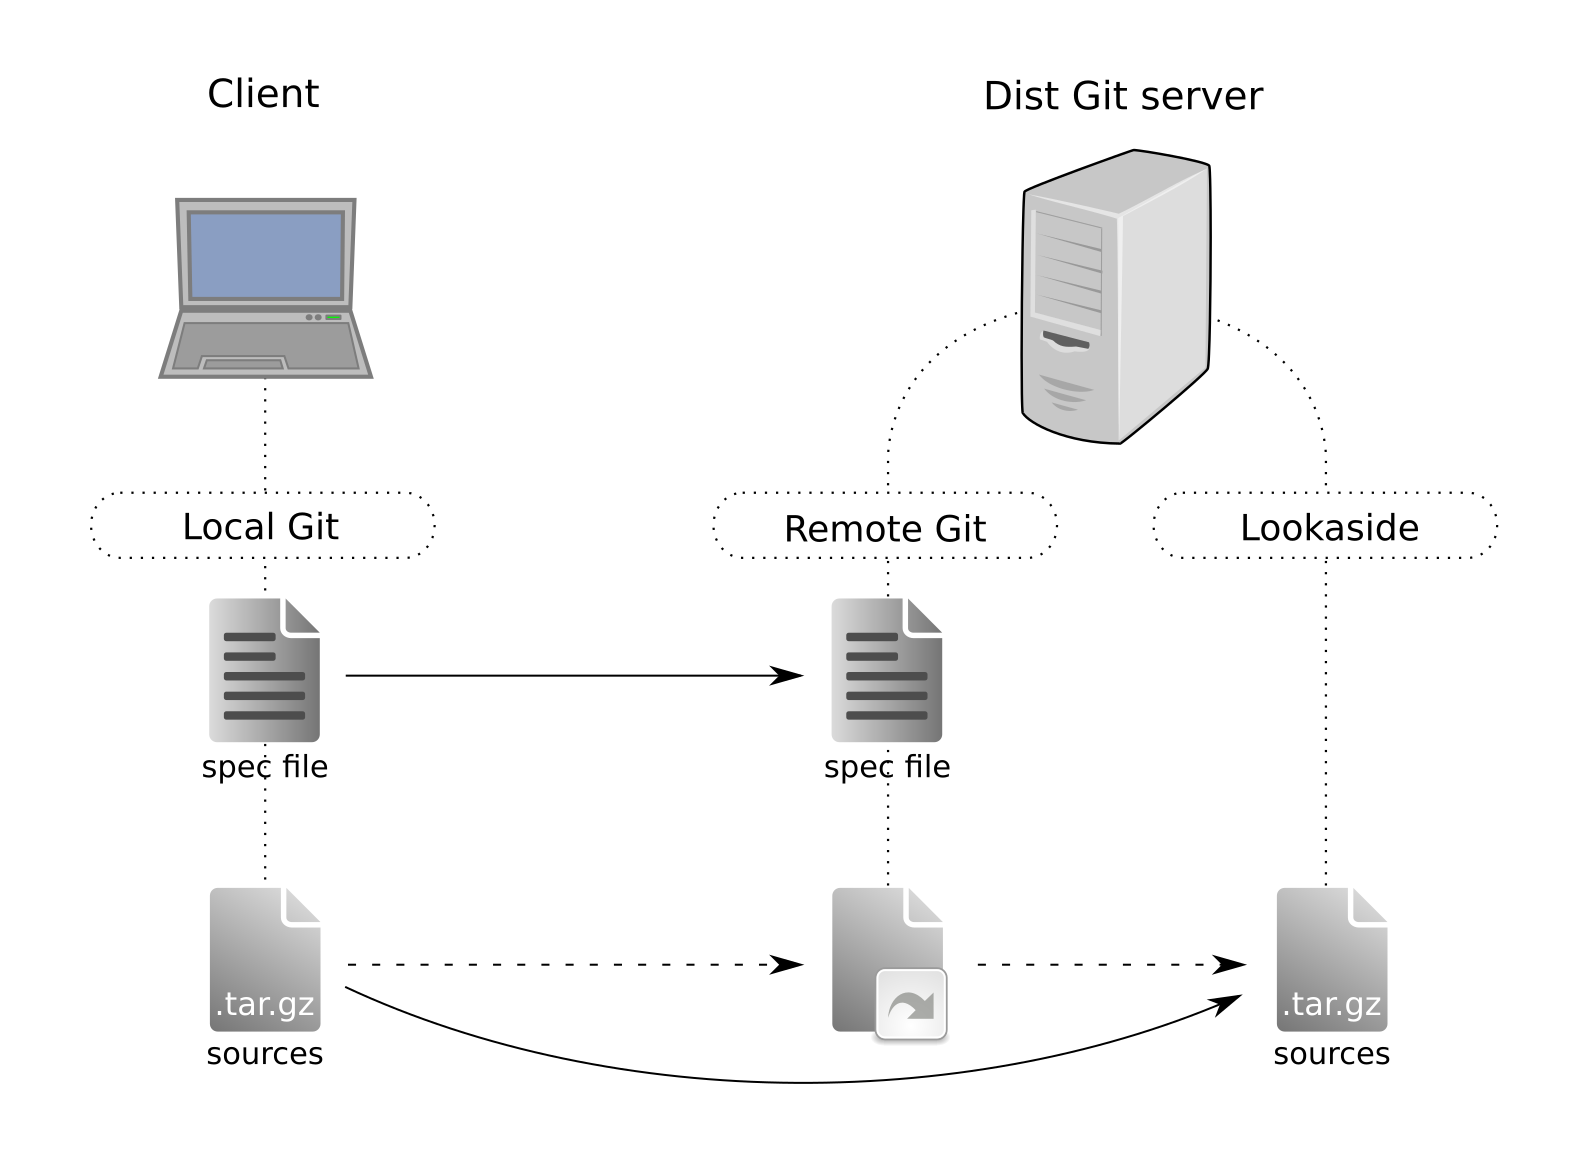 Client
Dist Git server
Local Git
Remote Git
Lookaside
spec file
spec file
.tar.gz
.tar.gz
sources
sources